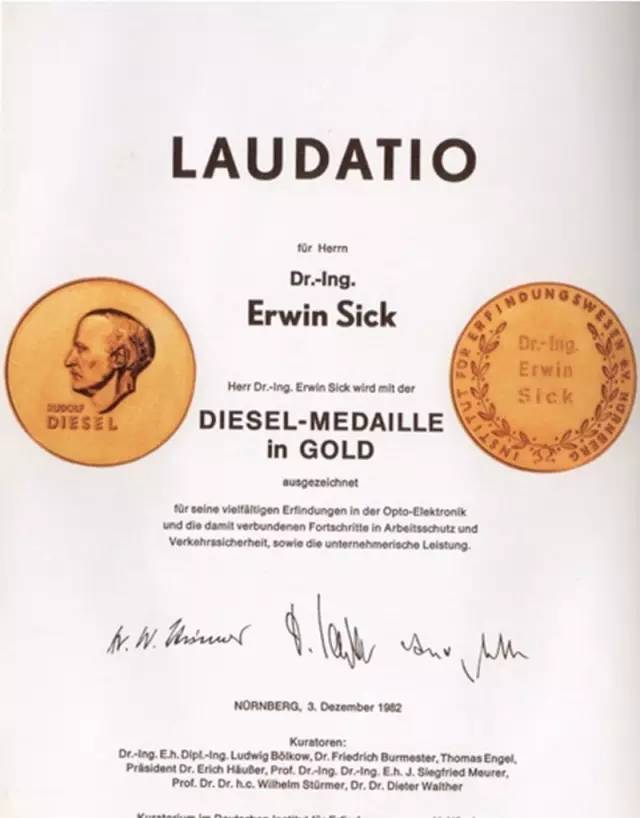 LAUDATIO
für Herrn
Dr.-Ing.
Erwin Sick
RUDOLF
DIESEL
INSTITUT FÜR ERFINDUNGSWESEN e.V. NÜRNBERG
Dr.-Ing.
Erwin
Sick
Herr Dr.-Ing. Erwin Sick wird mit der
DIESEL-MEDAILLE
in GOLD
ausgezeichnet
für seine vielfältigen Erfindungen in der Opto-Elektronik
und die damit verbundenen Fortschritte in Arbeitsschutz und
Verkehrssicherheit, sowie die unternehmerische Leistung.
NÜRNBERG, 3. Dezember 1982
Kuratoren:
Dr.-Ing. E.h. Dipl.-Ing. Ludwig Bölkow, Dr. Friedrich Burmester, Thomas Engel,
Präsident Dr. Erich Häußer, Prof. Dr.-Ing. Dr.-Ing. E.h. J. Siegfried Meurer,
Prof. Dr. Dr. h.c. Wilhelm Stürmer, Dr. Dr. Dieter Walther